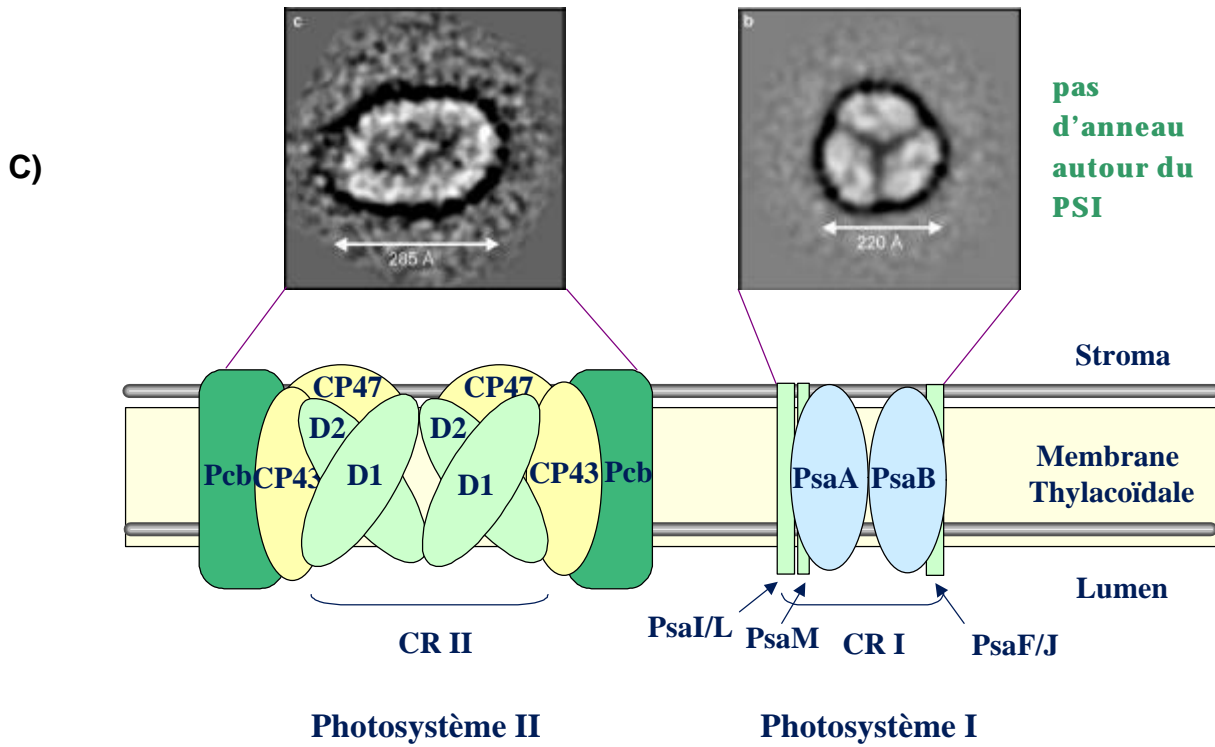 C)
c
285 Å
b
220 Å
pas
d’anneau
autour du
PSI
Stroma
CP47
CP47
D2
D2
Pcb
CP43
D1
D1
CP43
Pcb
PsaA
PsaB
Membrane
Thylacoïdale
Lumen
PsaI/L
PsaM
CR I
PsaF/J
CR II
Photosystème II
Photosystème I